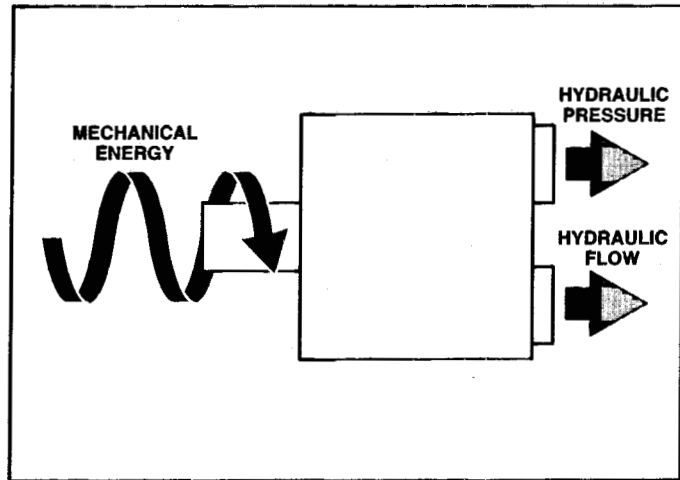 MECHANICAL
ENERGY
HYDRAULIC
PRESSURE
HYDRAULIC
FLOW